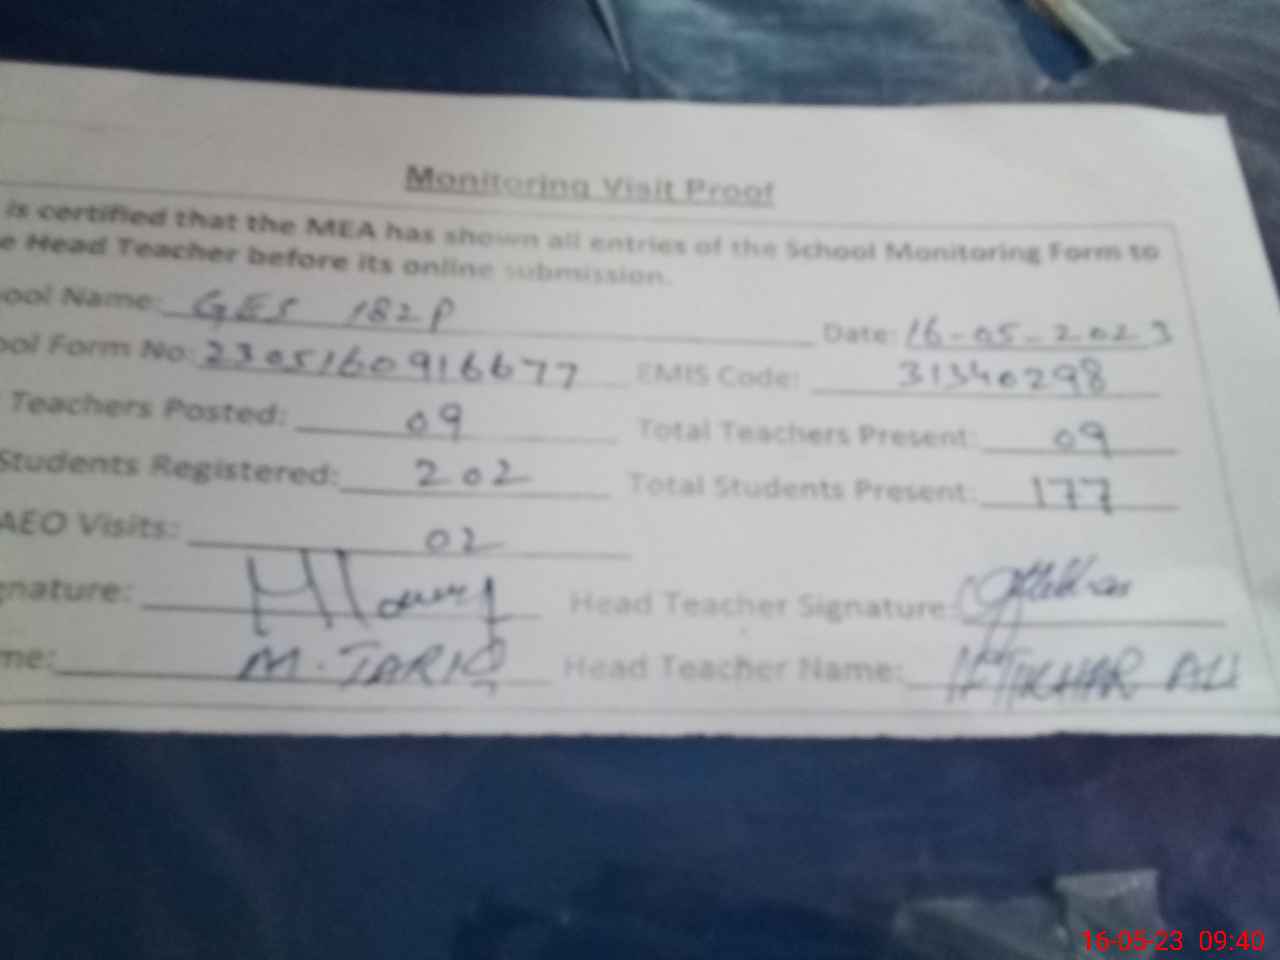 Monitoring Visit Proof
is certified that the MEA has shown all entries of the School Monitoring Form to
e Head Teacher before its online submission.
ool Name: GES 182P Date: 16-05-2023
ool Form No: 2305160916677 EMIS Code: 31340298
Teachers Posted: 09 Total Teachers Present: 09
Students Registered: 202 Total Students Present: 177
AEO Visits: 02
gnature: Head Teacher Signature:
me: M. TARIQ Head Teacher Name: IFTIKHAR ALI
16-05-23 09:40